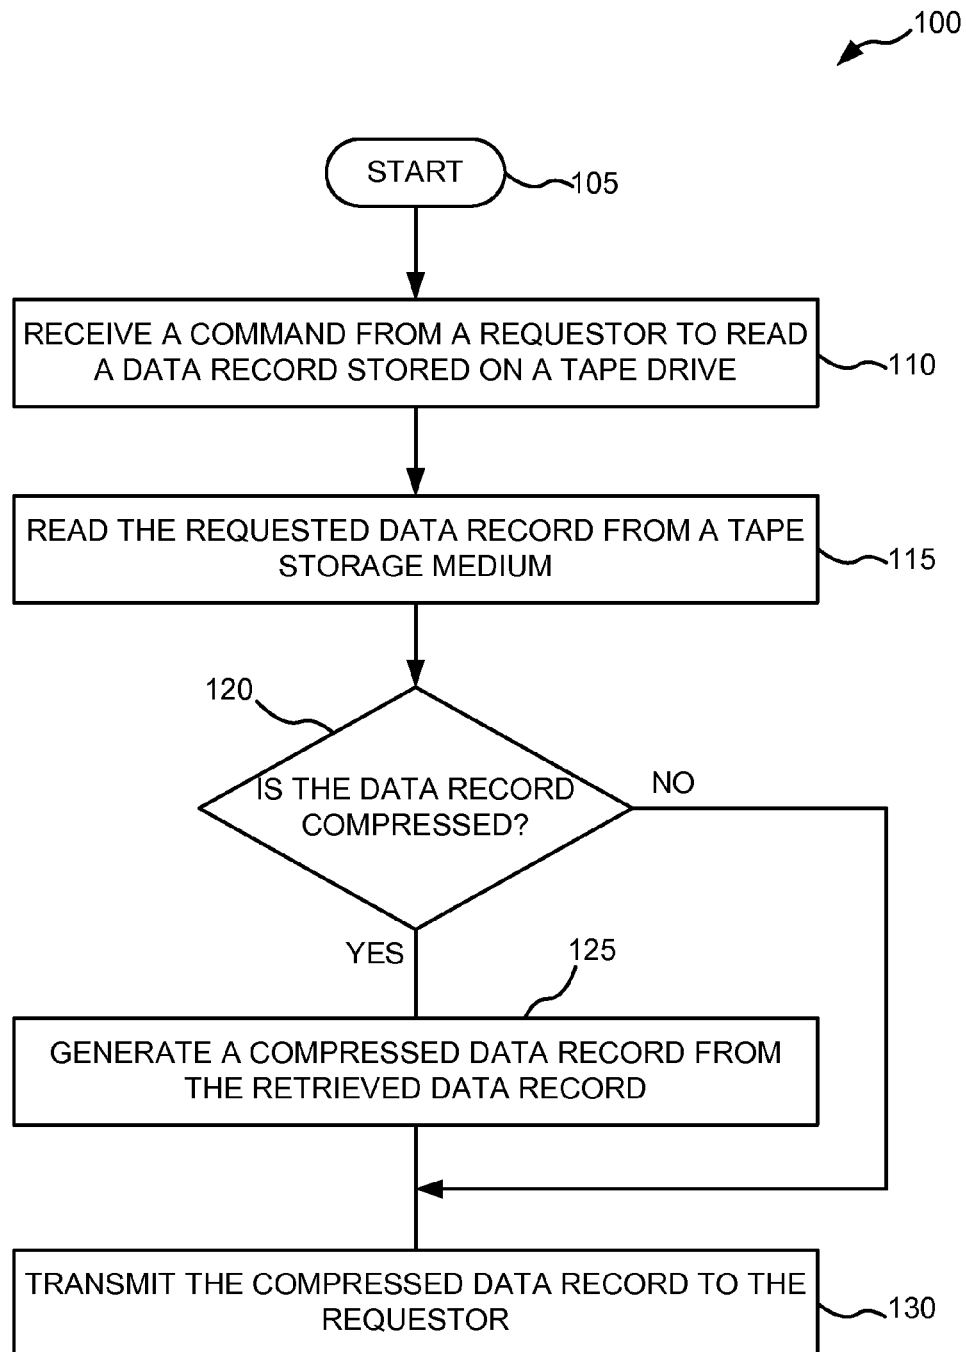 100
START
105
RECEIVE A COMMAND FROM A REQUESTOR TO READ
A DATA RECORD STORED ON A TAPE DRIVE
110
READ THE REQUESTED DATA RECORD FROM A TAPE
STORAGE MEDIUM
115
120
IS THE DATA RECORD
COMPRESSED?
NO
YES
125
GENERATE A COMPRESSED DATA RECORD FROM
THE RETRIEVED DATA RECORD
TRANSMIT THE COMPRESSED DATA RECORD TO THE
REQUESTOR
130